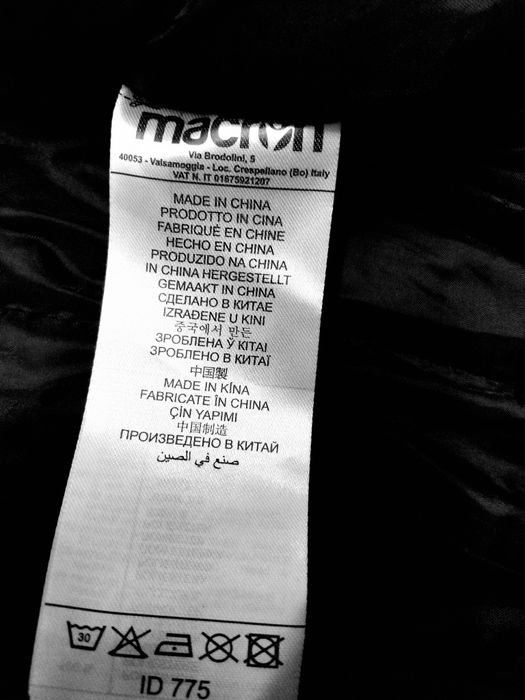 macron
Via Brodolini, 5
40053 - Valsamoggia - Loc. Crespellano (Bo) Italy
VAT N. IT 01675921207
MADE IN CHINA
PRODOTTO IN CINA
FABRIQUÉ EN CHINE
HECHO EN CHINA
PRODUZIDO NA CHINA
IN CHINA HERGESTELLT
GEMAAKT IN CHINA
СДЕЛАНО В КИТАЕ
IZRAĐENE U KINI
중국에서 만든
ЗРОБЛЕНА Ў КІТАІ
ЗРОБЛЕНО В КИТАЇ
中国製
MADE IN KÍNA
FABRICATE ÎN CHINA
ÇİN YAPIMI
中国制造
ПРОИЗВЕДЕНО В КИТАЙ
صنع في الصين
30
ID 775